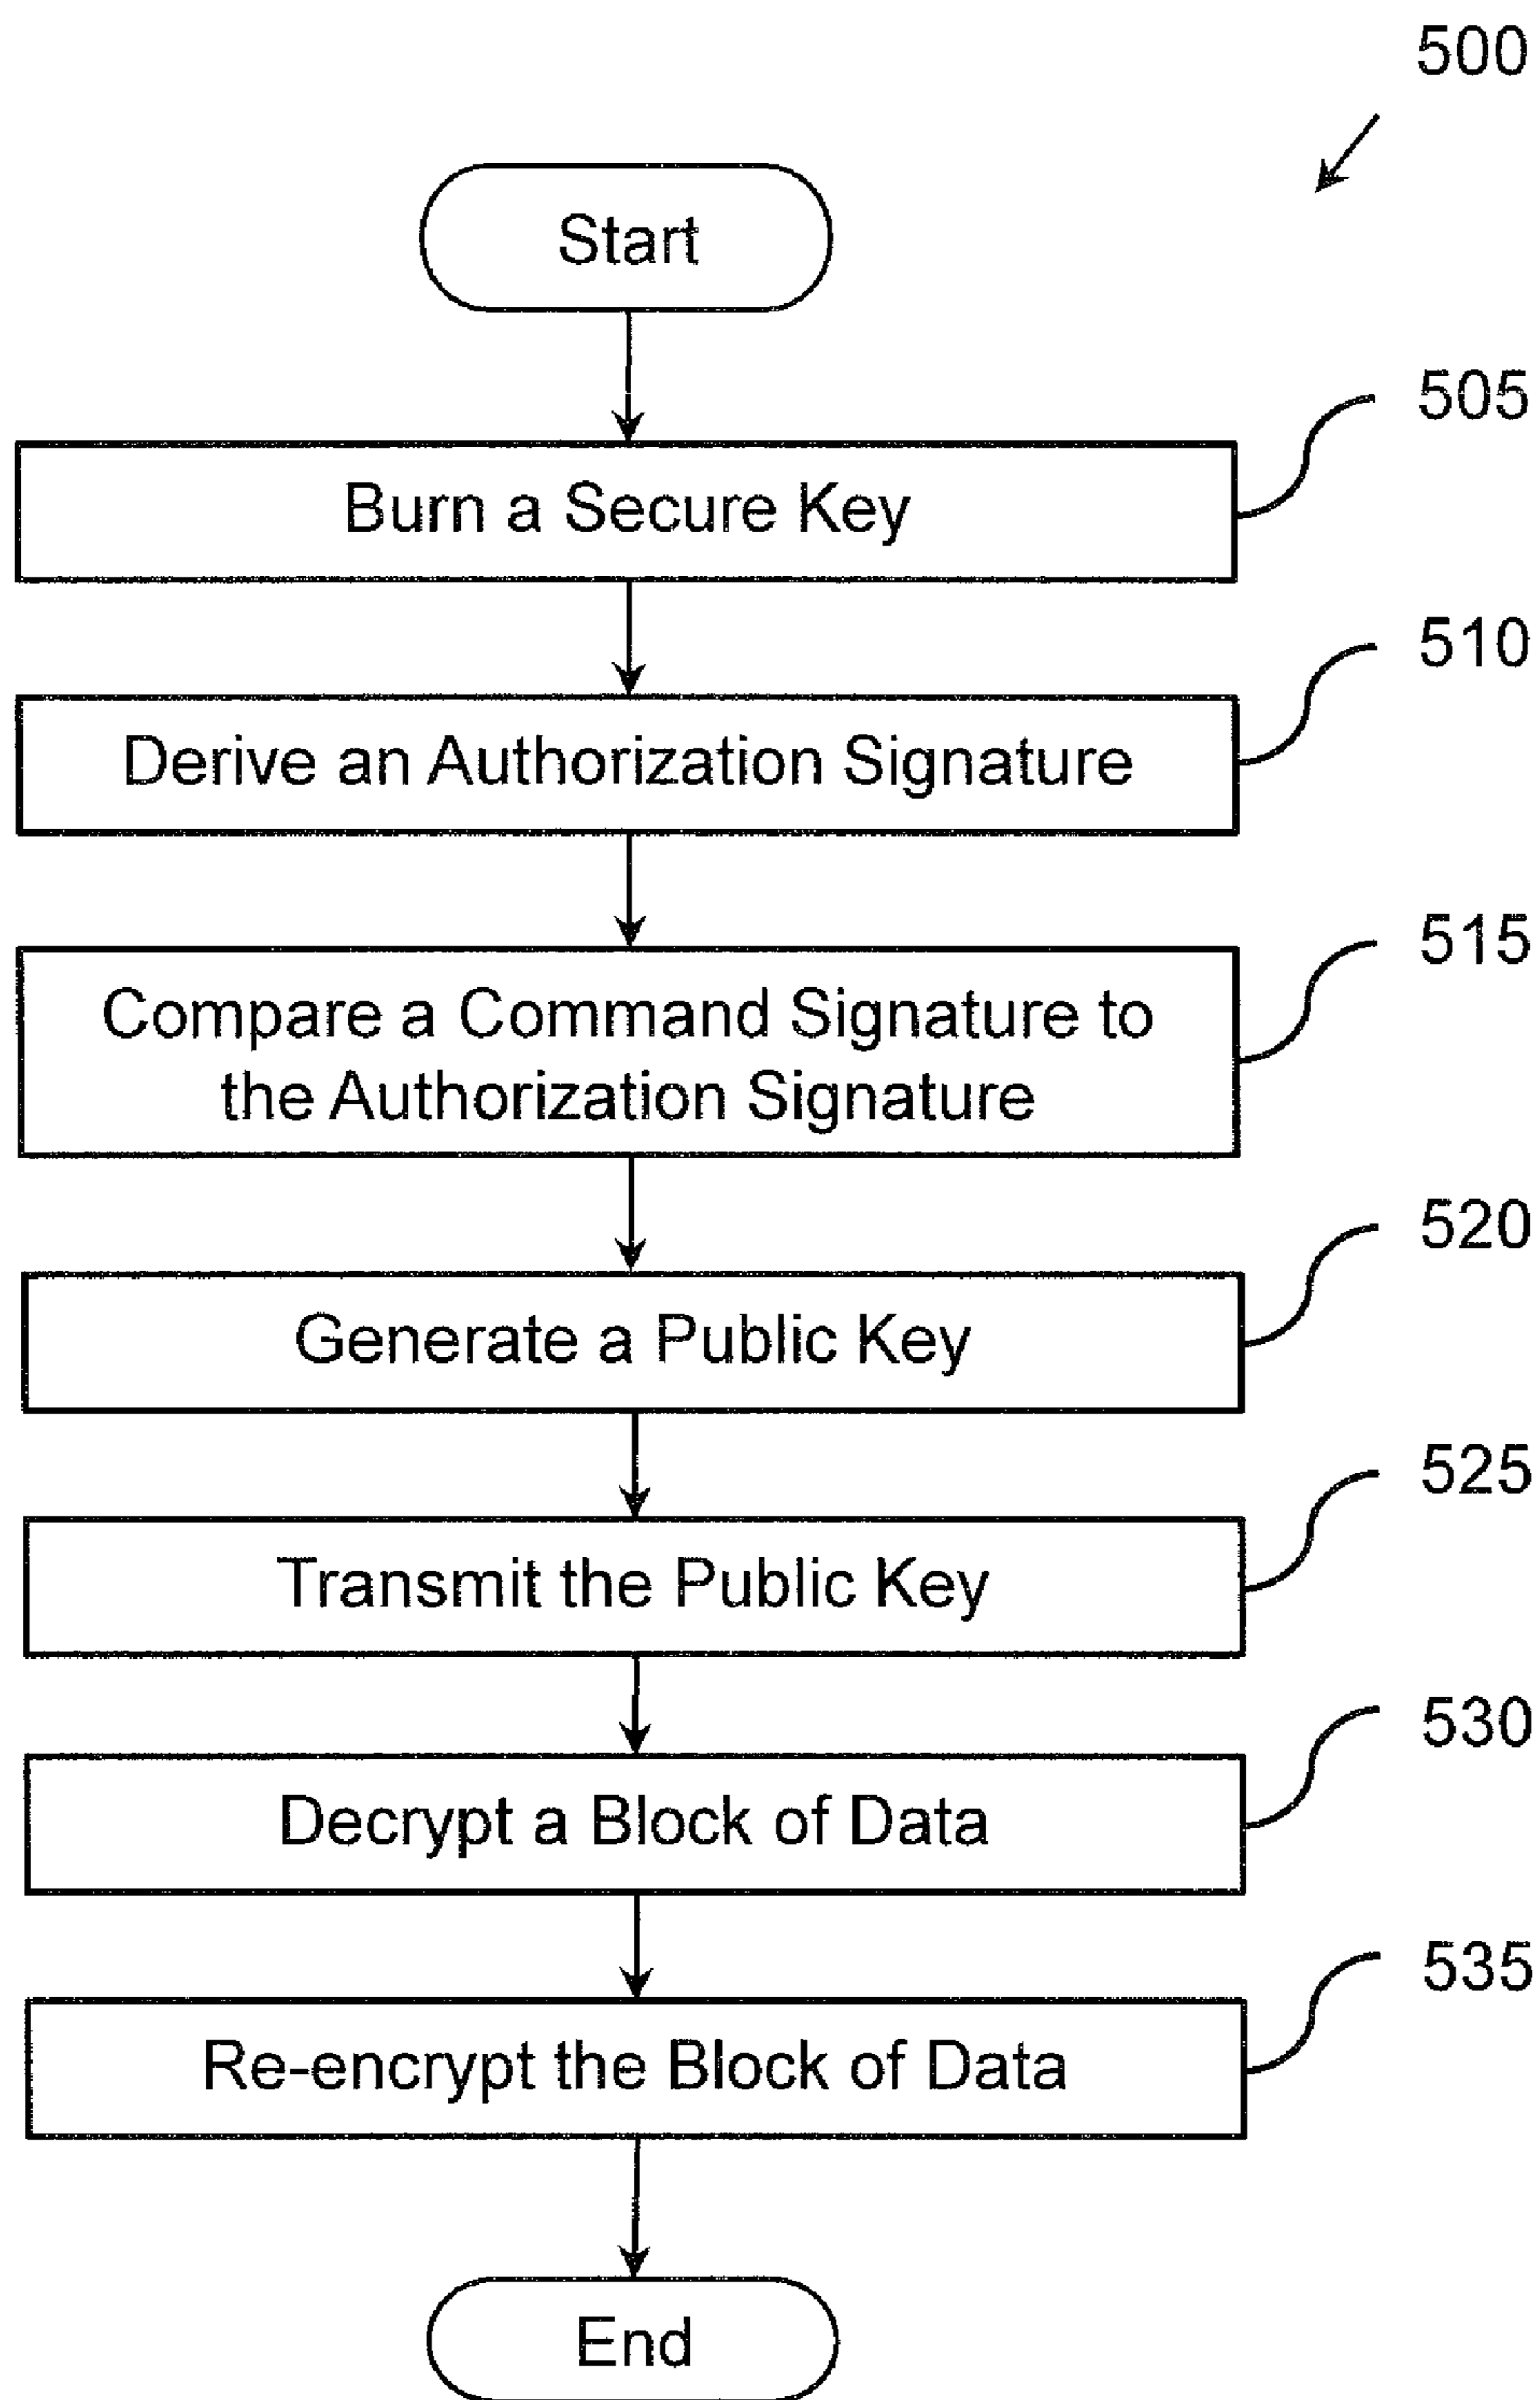 500
Start
505
Burn a Secure Key
510
Derive an Authorization Signature
515
Compare a Command Signature to
the Authorization Signature
520
Generate a Public Key
525
Transmit the Public Key
530
Decrypt a Block of Data
535
Re-encrypt the Block of Data
End